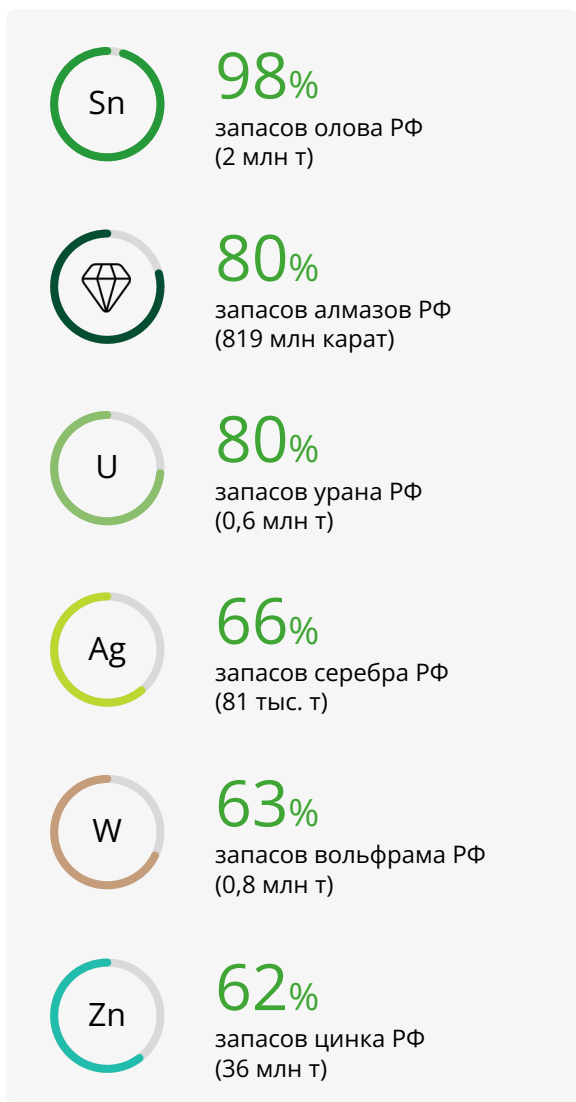 Sn
98%
запасов олова РФ
(2 млн т)
80%
запасов алмазов РФ
(819 млн карат)
U
80%
запасов урана РФ
(0,6 млн т)
Ag
66%
запасов серебра РФ
(81 тыс. т)
W
63%
запасов вольфрама РФ
(0,8 млн т)
Zn
62%
запасов цинка РФ
(36 млн т)